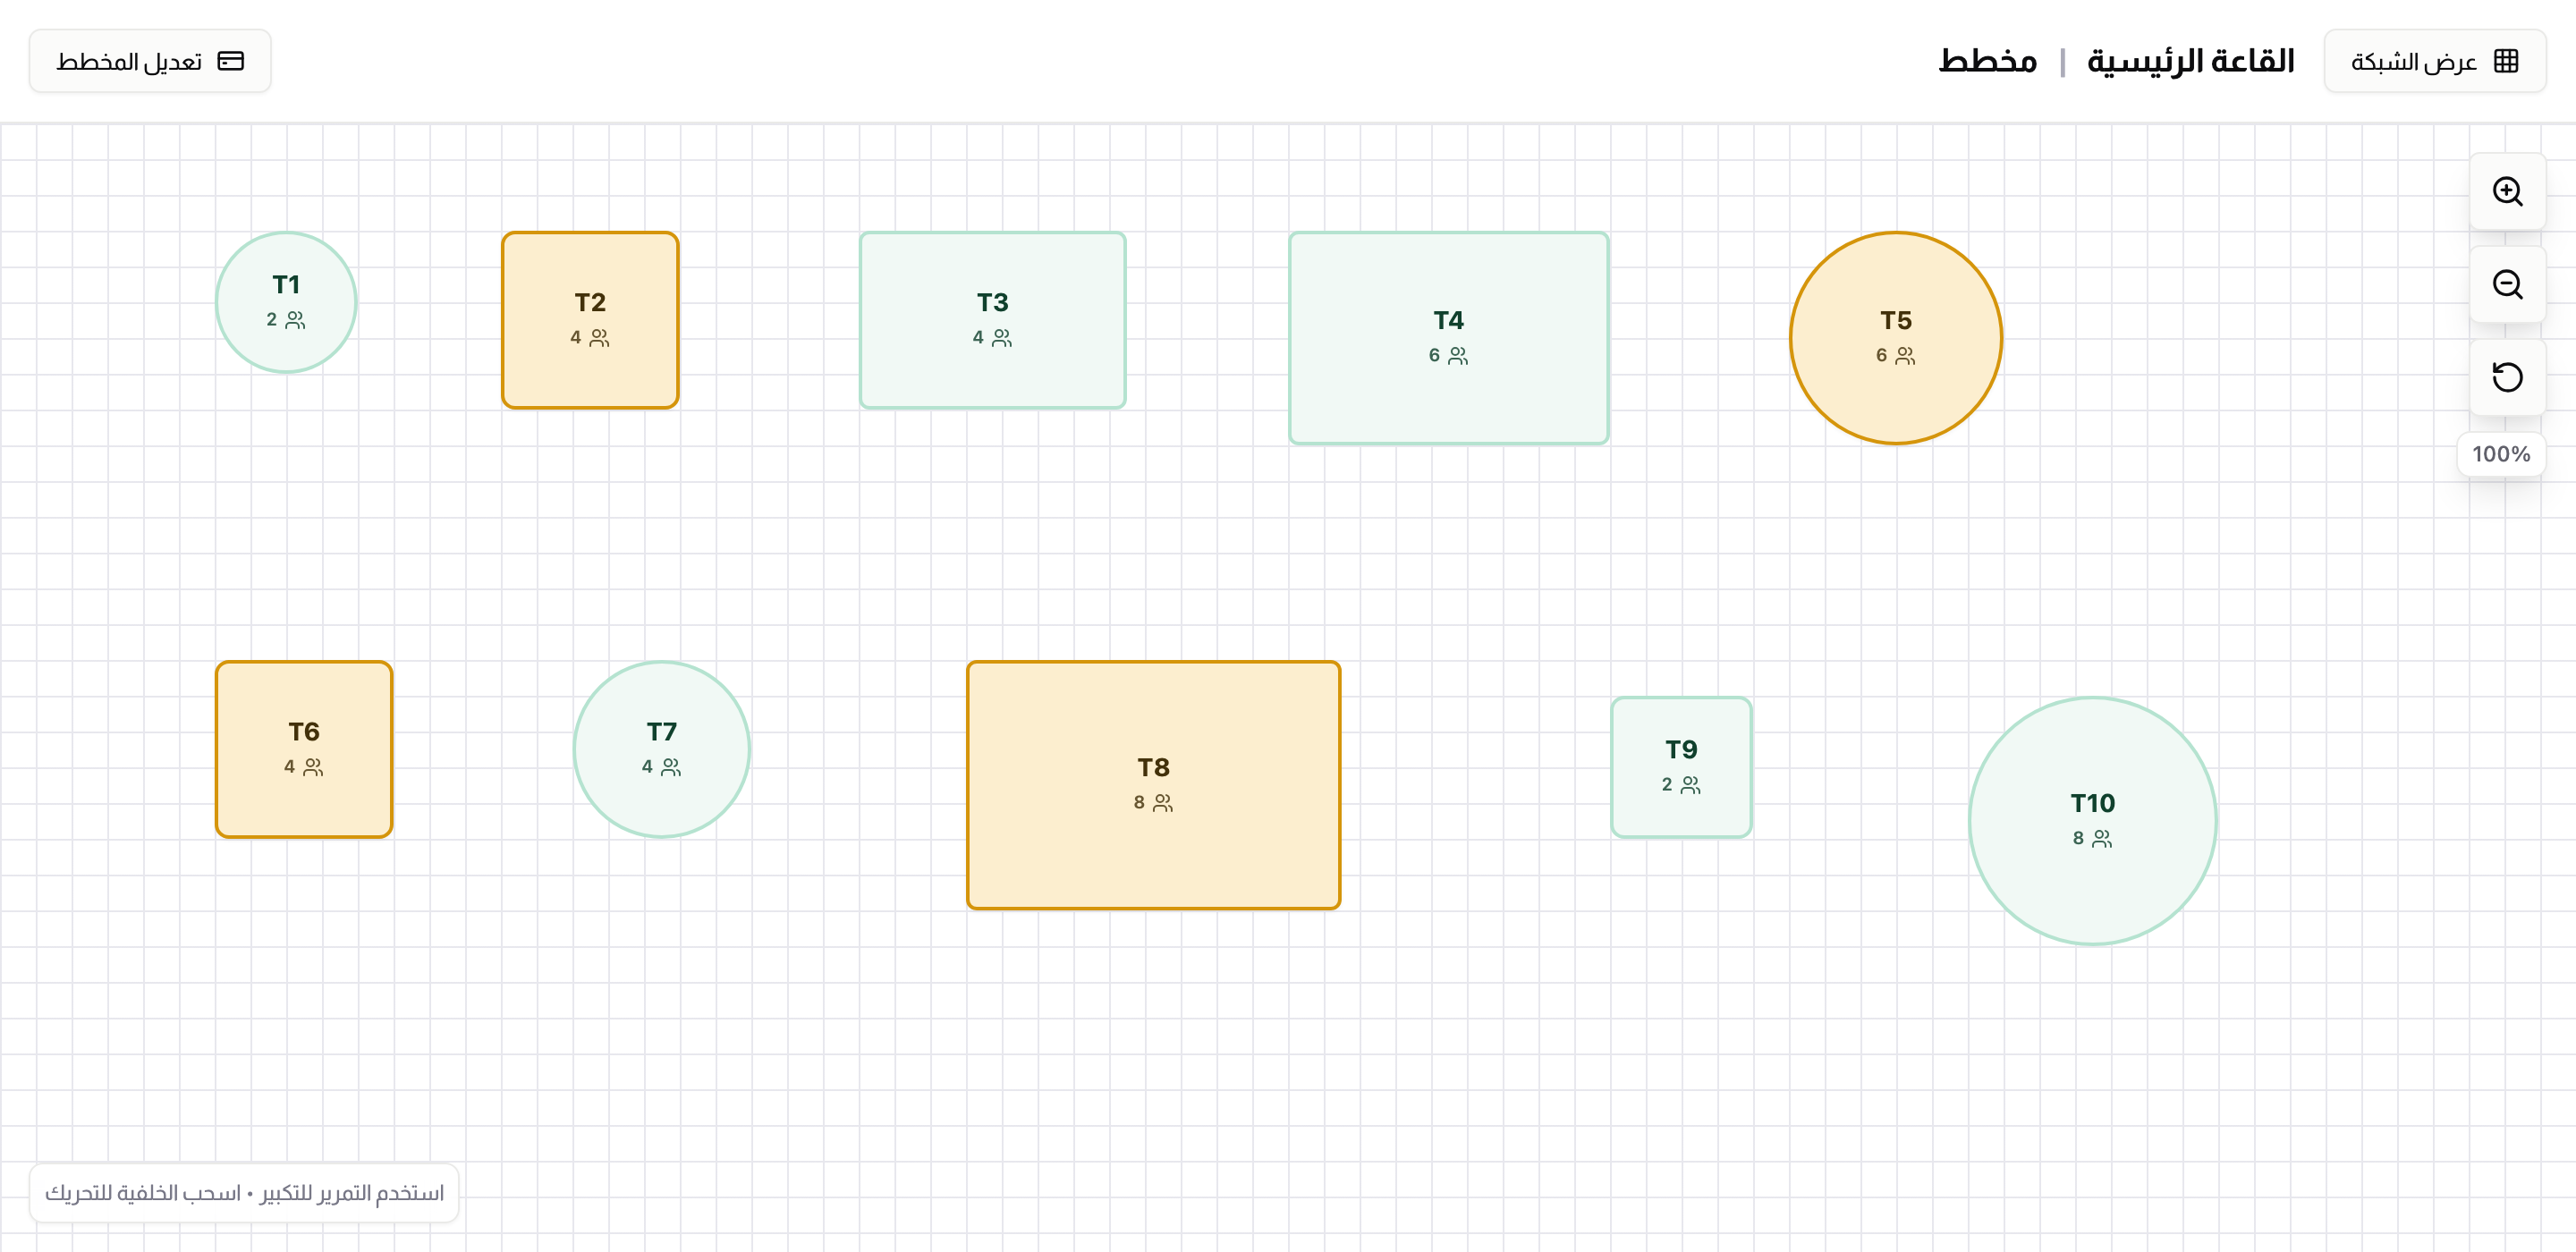 عرض الشبكة
القاعة الرئيسية | مخطط
تعديل المخطط
100%
T1
2
T2
4
T3
4
T4
6
T5
6
T6
4
T7
4
T8
8
T9
2
T10
8
استخدم التمرير للتكبير • اسحب الخلفية للتحريك